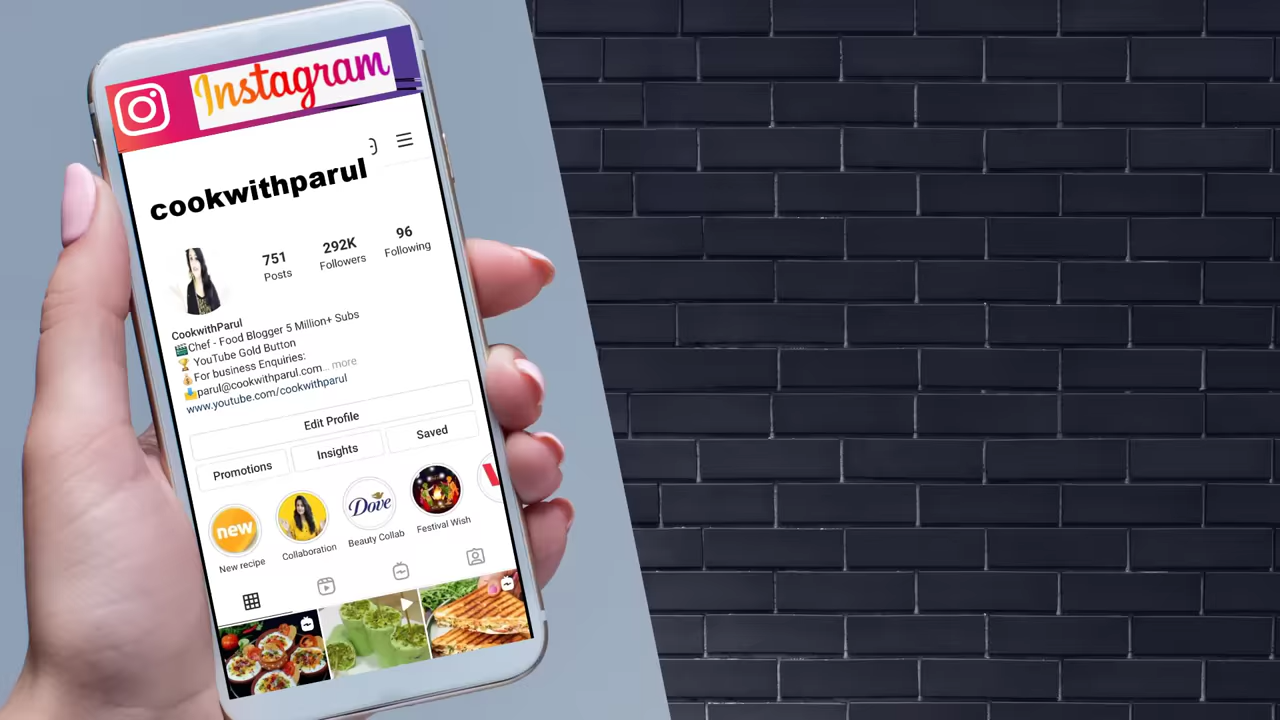 Instagram
cookwithparul
751
Posts
292K
Followers
96
Following
CookwithParul
🎬Chef - Food Blogger 5 Million+ Subs
🏆 YouTube Gold Button
💰For business Enquiries:
📩parul@cookwithparul.com... more
www.youtube.com/cookwithparul
Edit Profile
Promotions
Insights
Saved
new
New recipe
Collaboration
Dove
Beauty Collab
Festival Wish